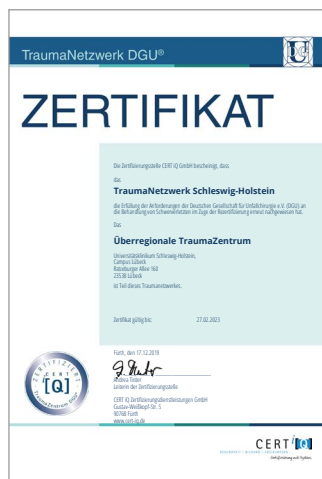 TraumaNetzwerk DGU®
ZERTIFIKAT
Die Zertifizierungsstelle CERT iQ GmbH bescheinigt, dass
das
TraumaNetzwerk Schleswig-Holstein
die Erfüllung der Anforderungen der Deutschen Gesellschaft für Unfallchirurgie e.V. (DGU) an
die Behandlung von Schwerverletzten im Zuge der Rezertifizierung erneut nachgewiesen hat.
Das
Überregionale TraumaZentrum
Universitätsklinikum Schleswig-Holstein,
Campus Lübeck
Ratzeburger Allee 160
23538 Lübeck
ist Teil dieses Traumanetzwerkes.
Zertifikat gültig bis: 27.02.2023
Fürth, den 17.12.2019
Leiterin der Zertifizierungsstelle
CERT iQ Zertifizierungsdienstleistungen GmbH
Gustav-Weißkopf-Str. 5
90768 Fürth
www.cert-iq.de
ZERTIFIZIERT
CERT
[Q]
TraumaZentrum DGU®
CERT iQ